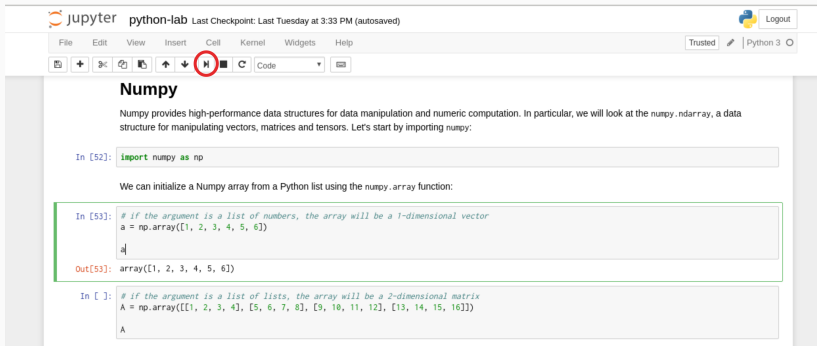 jupyter python-lab Last Checkpoint: Last Tuesday at 3:33 PM (autosaved) Logout
File Edit View Insert Cell Kernel Widgets Help Trusted Python 3
Code
Numpy
Numpy provides high-performance data structures for data manipulation and numeric computation. In particular, we will look at the numpy.ndarray, a data
structure for manipulating vectors, matrices and tensors. Let's start by importing numpy:
In [52]: import numpy as np
We can initialize a Numpy array from a Python list using the numpy.array function:
In [53]: # if the argument is a list of numbers, the array will be a 1-dimensional vector
a = np.array([1, 2, 3, 4, 5, 6])
a
Out[53]: array([1, 2, 3, 4, 5, 6])
In [ ]: # if the argument is a list of lists, the array will be a 2-dimensional matrix
A = np.array([[1, 2, 3, 4], [5, 6, 7, 8], [9, 10, 11, 12], [13, 14, 15, 16]])
A